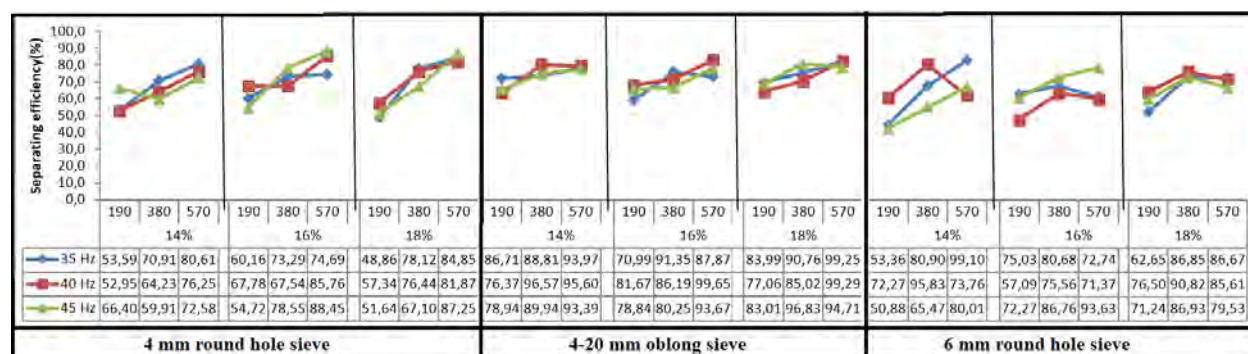 Separating efficiency(%)
100,0
90,0
80,0
70,0
60,0
50,0
40,0
30,0
20,0
10,0
0,0
190 380 570 190 380 570 190 380 570 190 380 570 190 380 570 190 380 570 190 380 570 190 380 570 190 380 570
14% 16% 18% 14% 16% 18% 14% 16% 18%
35 Hz 53,59 70,91 80,61 60,16 73,29 74,69 48,86 78,12 84,85 86,71 88,81 93,97 70,99 91,35 87,87 83,99 90,76 99,25 53,36 80,90 99,10 75,03 80,68 72,74 62,65 86,85 86,67
40 Hz 52,95 64,23 76,25 67,78 67,54 85,76 57,34 76,44 81,87 76,37 96,57 95,60 81,67 86,19 99,65 77,06 85,02 99,29 72,27 95,83 73,76 57,09 75,56 71,37 76,50 90,82 85,61
45 Hz 66,40 59,91 72,58 54,72 78,55 88,45 51,64 67,10 87,25 78,94 89,94 93,39 78,84 80,25 93,67 83,01 96,83 94,71 50,88 65,47 80,01 72,27 86,76 93,63 71,24 86,93 79,53
4 mm round hole sieve 4-20 mm oblong sieve 6 mm round hole sieve